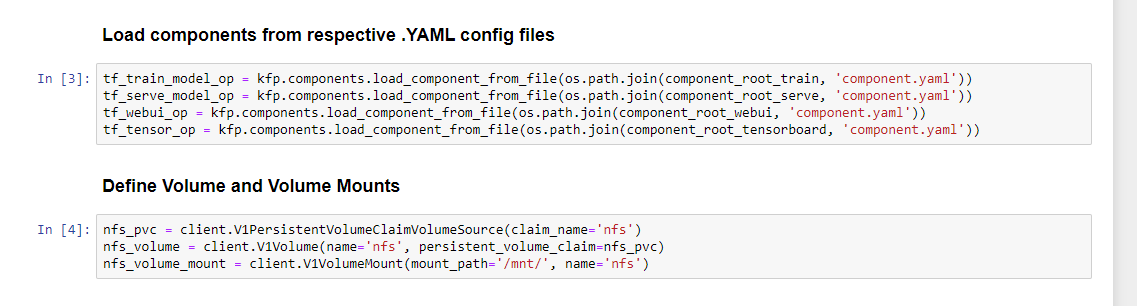 Load components from respective .YAML config files
In [3]: tf_train_model_op = kfp.components.load_component_from_file(os.path.join(component_root_train, 'component.yaml'))
tf_serve_model_op = kfp.components.load_component_from_file(os.path.join(component_root_serve, 'component.yaml'))
tf_webui_op = kfp.components.load_component_from_file(os.path.join(component_root_webui, 'component.yaml'))
tf_tensor_op = kfp.components.load_component_from_file(os.path.join(component_root_tensorboard, 'component.yaml'))
Define Volume and Volume Mounts
In [4]: nfs_pvc = client.V1PersistentVolumeClaimVolumeSource(claim_name='nfs')
nfs_volume = client.V1Volume(name='nfs', persistent_volume_claim=nfs_pvc)
nfs_volume_mount = client.V1VolumeMount(mount_path='/mnt/', name='nfs')